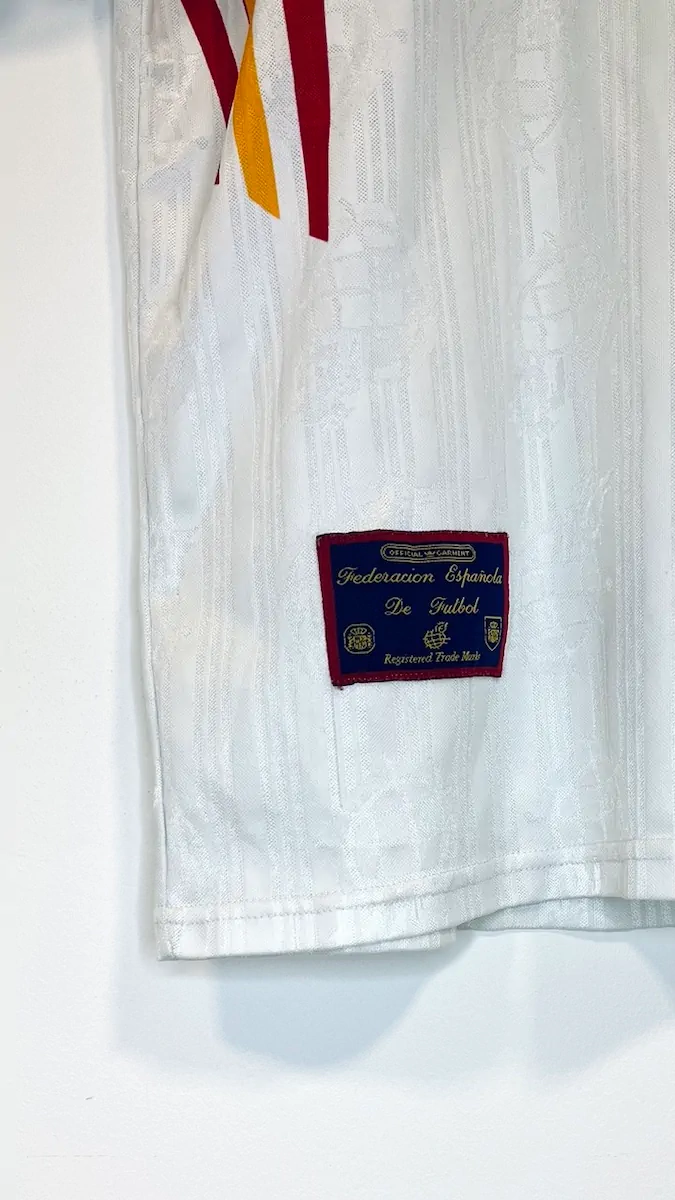 OFFICIAL GARMENT
Federacion Española
De Futbol
Registered Trade Mark